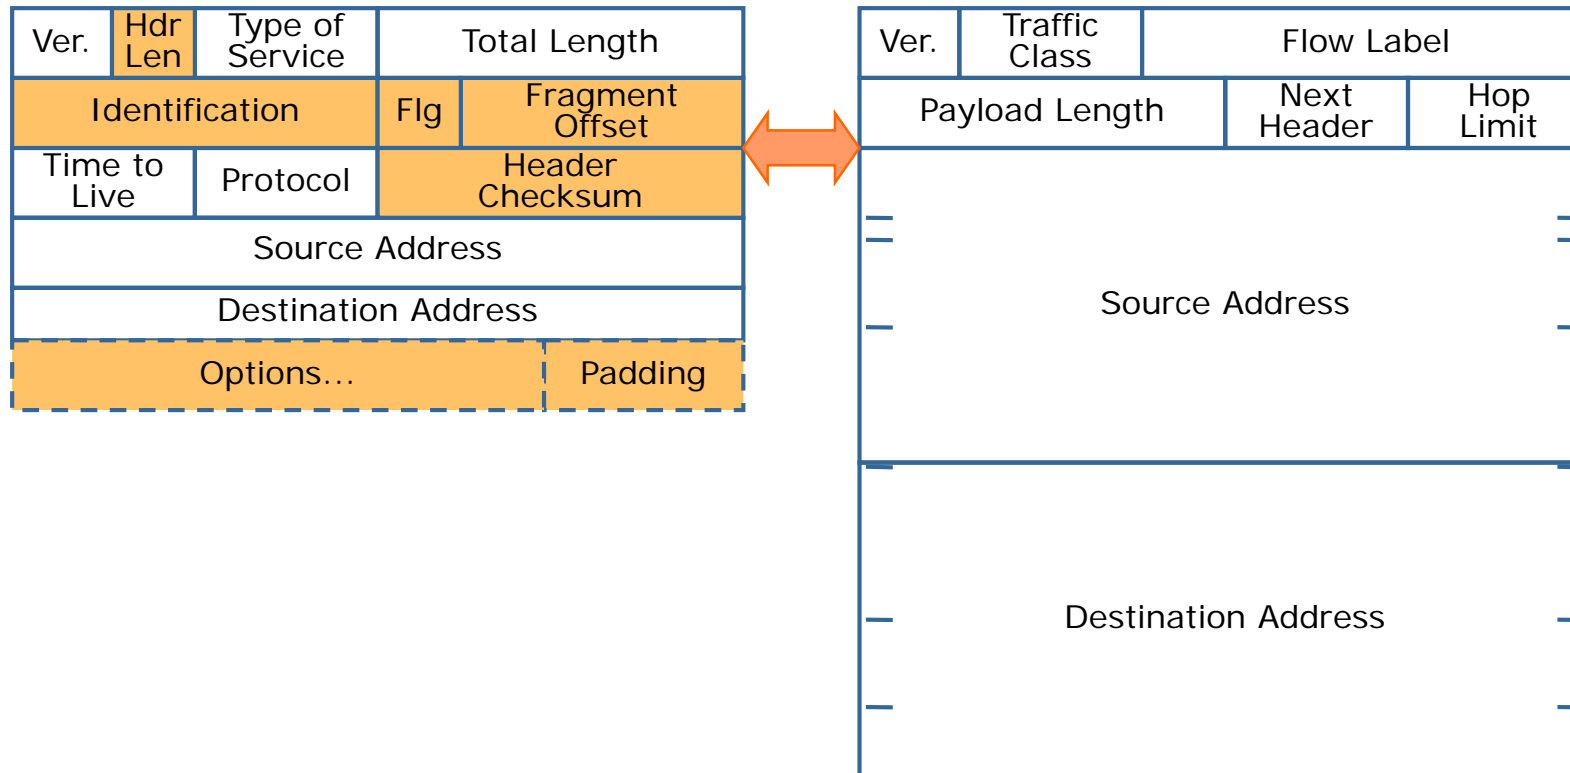 Ver.
Hdr
Len
Type of
Service
Total Length
Identification
Flg
Fragment
Offset
Time to
Live
Protocol
Header
Checksum
Source Address
Destination Address
Options...
Padding
Ver.
Traffic
Class
Flow Label
Payload Length
Next
Header
Hop
Limit
Source Address
Destination Address